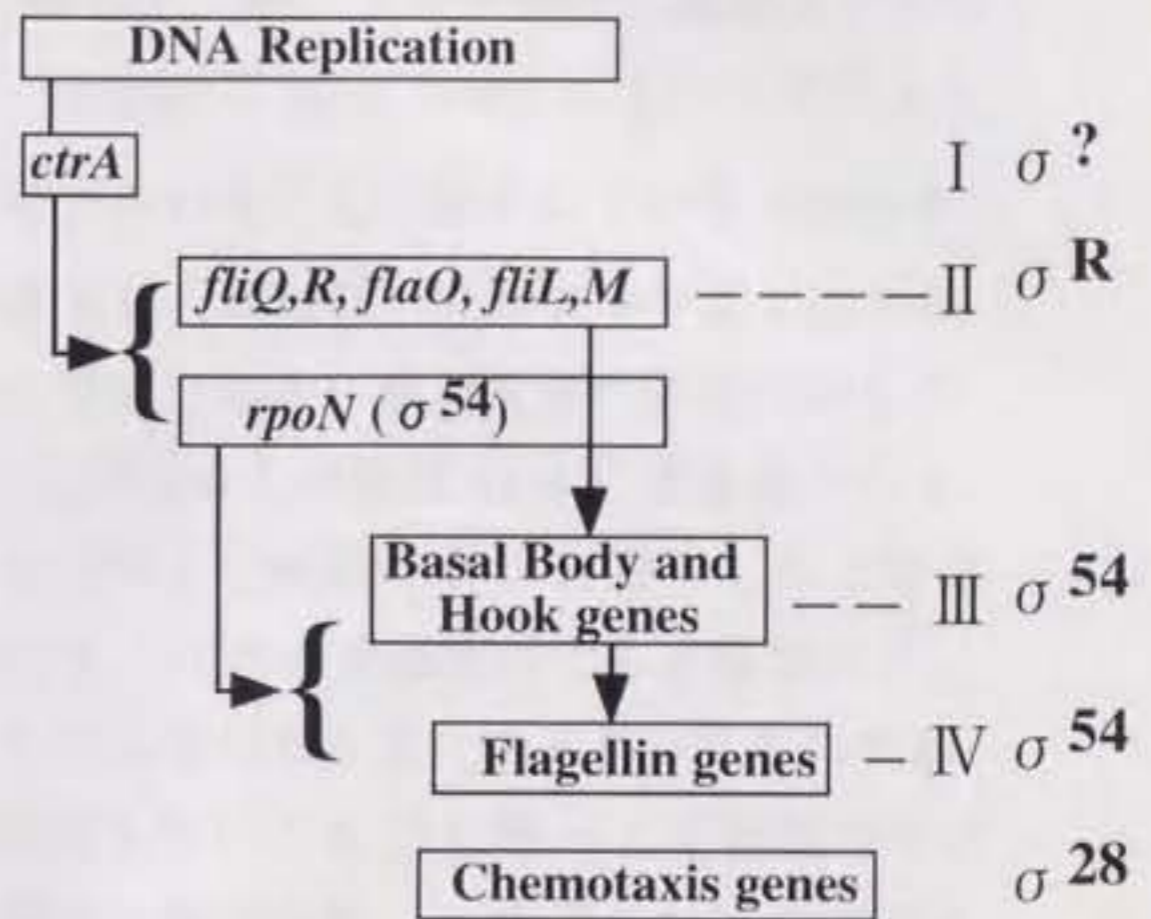 DNA Replication
ctrA
I σ ?
fliQ,R, flaO, fliL,M – – – – II σ R
rpoN ( σ 54)
Basal Body and
Hook genes
– – III σ 54
Flagellin genes – IV σ 54
Chemotaxis genes σ 28